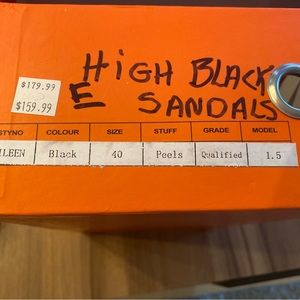 HiGH BLACK
$179.99
$159.99
E SANDALS
STYNO COLOUR SIZE STUFF GRADE MODEL
ILEEN Black 40 Peels Qualified 1.5